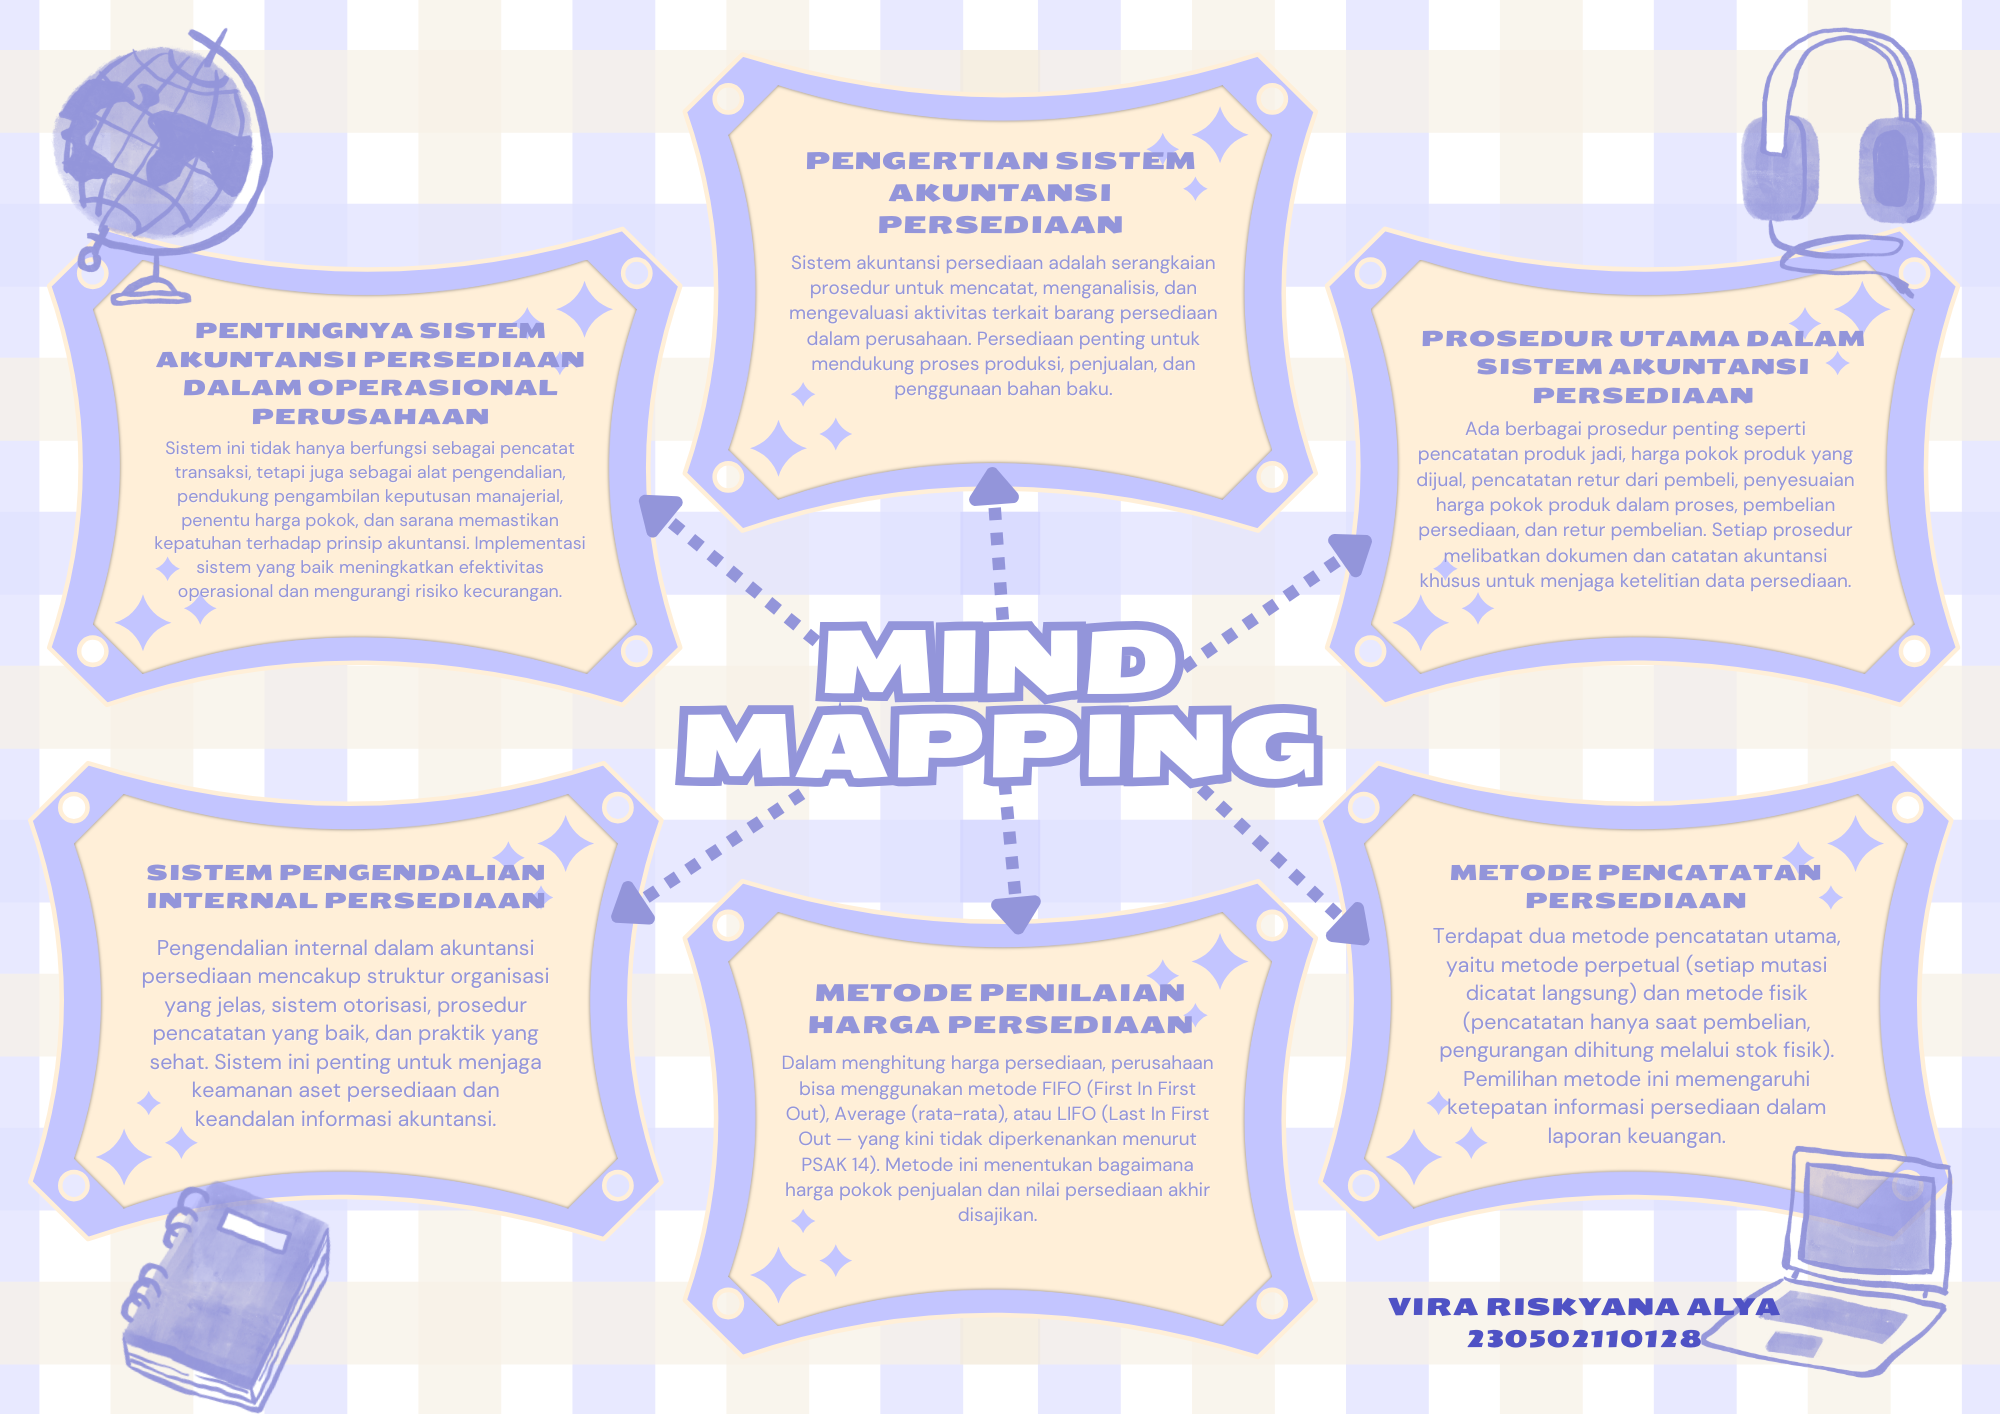 PENGERTIAN SISTEM
AKUNTANSI
PERSEDIAAN
Sistem akuntansi persediaan adalah serangkaian
prosedur untuk mencatat, menganalisis, dan
mengevaluasi aktivitas terkait barang persediaan
dalam perusahaan. Persediaan penting untuk
mendukung proses produksi, penjualan, dan
penggunaan bahan baku.
PENTINGNYA SISTEM
AKUNTANSI PERSEDIAAN
DALAM OPERASIONAL
PERUSAHAAN
Sistem ini tidak hanya berfungsi sebagai pencatat
transaksi, tetapi juga sebagai alat pengendalian,
pendukung pengambilan keputusan manajerial,
penentu harga pokok, dan sarana memastikan
kepatuhan terhadap prinsip akuntansi. Implementasi
sistem yang baik meningkatkan efektivitas
operasional dan mengurangi risiko kecurangan.
PROSEDUR UTAMA DALAM
SISTEM AKUNTANSI
PERSEDIAAN
Ada berbagai prosedur penting seperti
pencatatan produk jadi, harga pokok produk yang
dijual, pencatatan retur dari pembeli, penyesuaian
harga pokok produk dalam proses, pembelian
persediaan, dan retur pembelian. Setiap prosedur
melibatkan dokumen dan catatan akuntansi
khusus untuk menjaga ketelitian data persediaan.
MIND
MAPPING
SISTEM PENGENDALIAN
INTERNAL PERSEDIAAN
Pengendalian internal dalam akuntansi
persediaan mencakup struktur organisasi
yang jelas, sistem otorisasi, prosedur
pencatatan yang baik, dan praktik yang
sehat. Sistem ini penting untuk menjaga
keamanan aset persediaan dan
keandalan informasi akuntansi.
METODE PENILAIAN
HARGA PERSEDIAAN
Dalam menghitung harga persediaan, perusahaan
bisa menggunakan metode FIFO (First In First
Out), Average (rata-rata), atau LIFO (Last In First
Out — yang kini tidak diperkenankan menurut
PSAK 14). Metode ini menentukan bagaimana
harga pokok penjualan dan nilai persediaan akhir
disajikan.
METODE PENCATATAN
PERSEDIAAN
Terdapat dua metode pencatatan utama,
yaitu metode perpetual (setiap mutasi
dicatat langsung) dan metode fisik
(pencatatan hanya saat pembelian,
pengurangan dihitung melalui stok fisik).
Pemilihan metode ini memengaruhi
ketepatan informasi persediaan dalam
laporan keuangan.
VIRA RISKYANA ALYA
230502110128